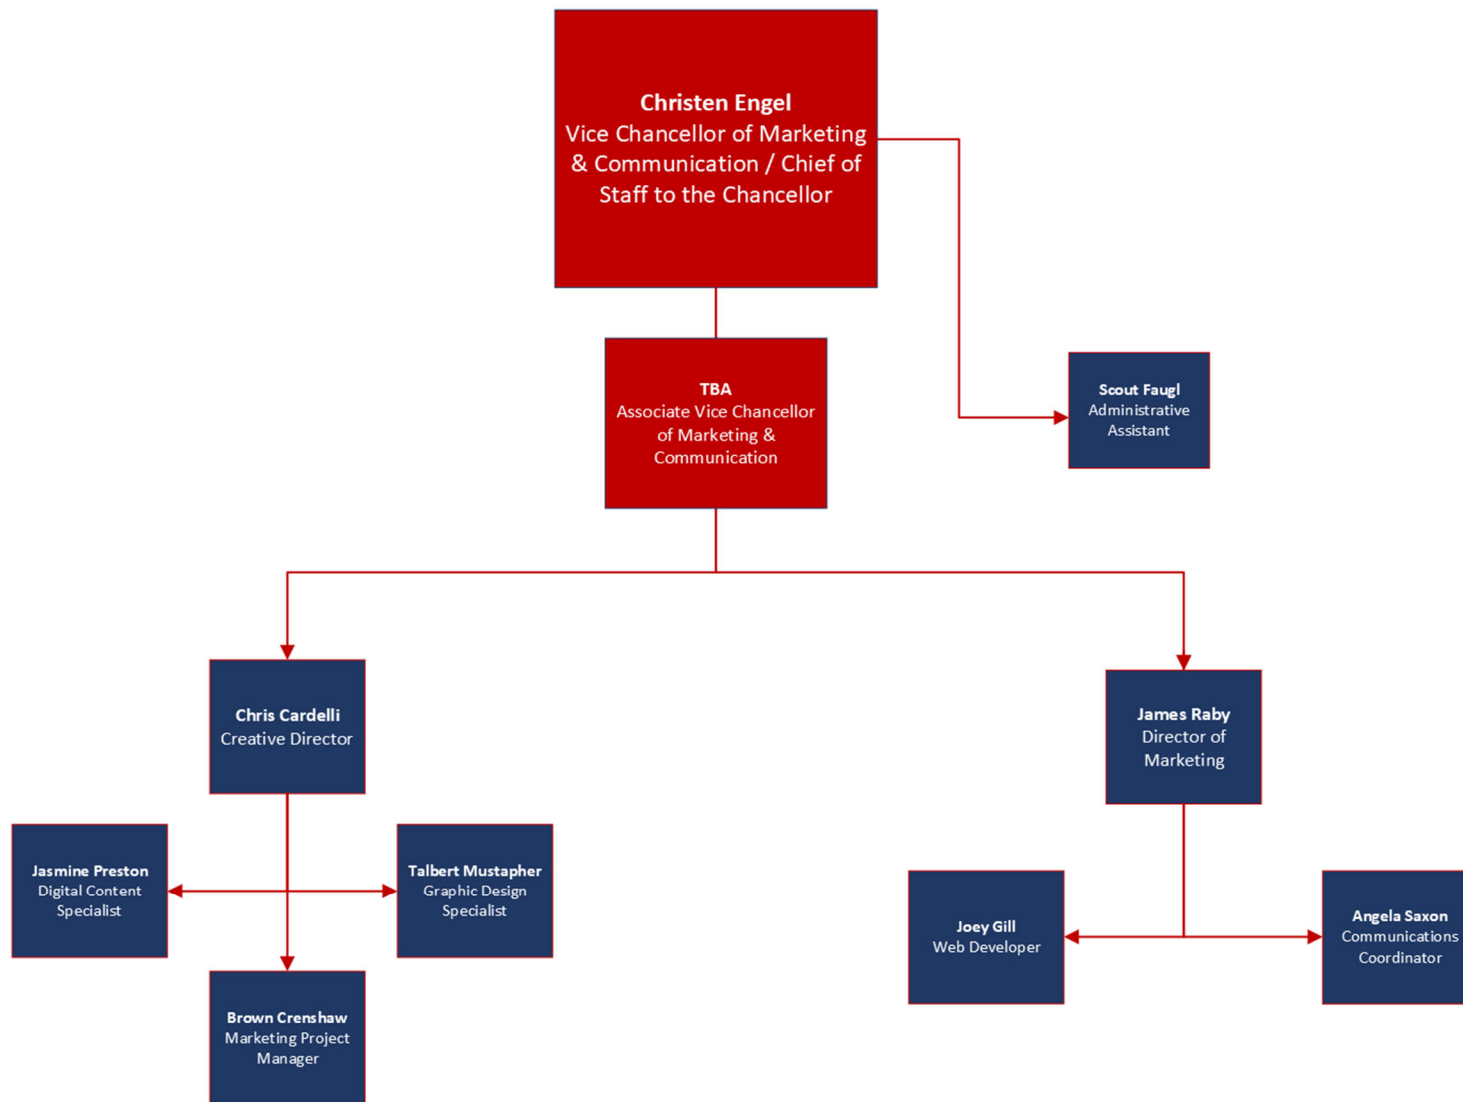 Christen Engel
Vice Chancellor of Marketing
& Communication / Chief of
Staff to the Chancellor
TBA
Associate Vice Chancellor
of Marketing &
Communication
Scout Faugl
Administrative
Assistant
Chris Cardelli
Creative Director
James Raby
Director of
Marketing
Jasmine Preston
Digital Content
Specialist
Talbert Mustapher
Graphic Design
Specialist
Brown Crenshaw
Marketing Project
Manager
Joey Gill
Web Developer
Angela Saxon
Communications
Coordinator